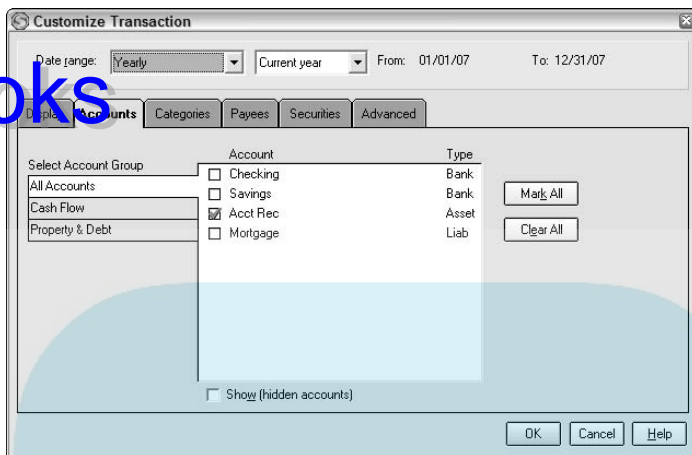 Customize Transaction
Date range: Yearly Current year From: 01/01/07 To: 12/31/07
oks
Display Accounts Categories Payees Securities Advanced
Select Account Group
All Accounts
Cash Flow
Property & Debt
Account Type
Checking Bank
Savings Bank
Acct Rec Asset
Mortgage Liab
Mark All
Clear All
Show (hidden accounts)
OK Cancel Help